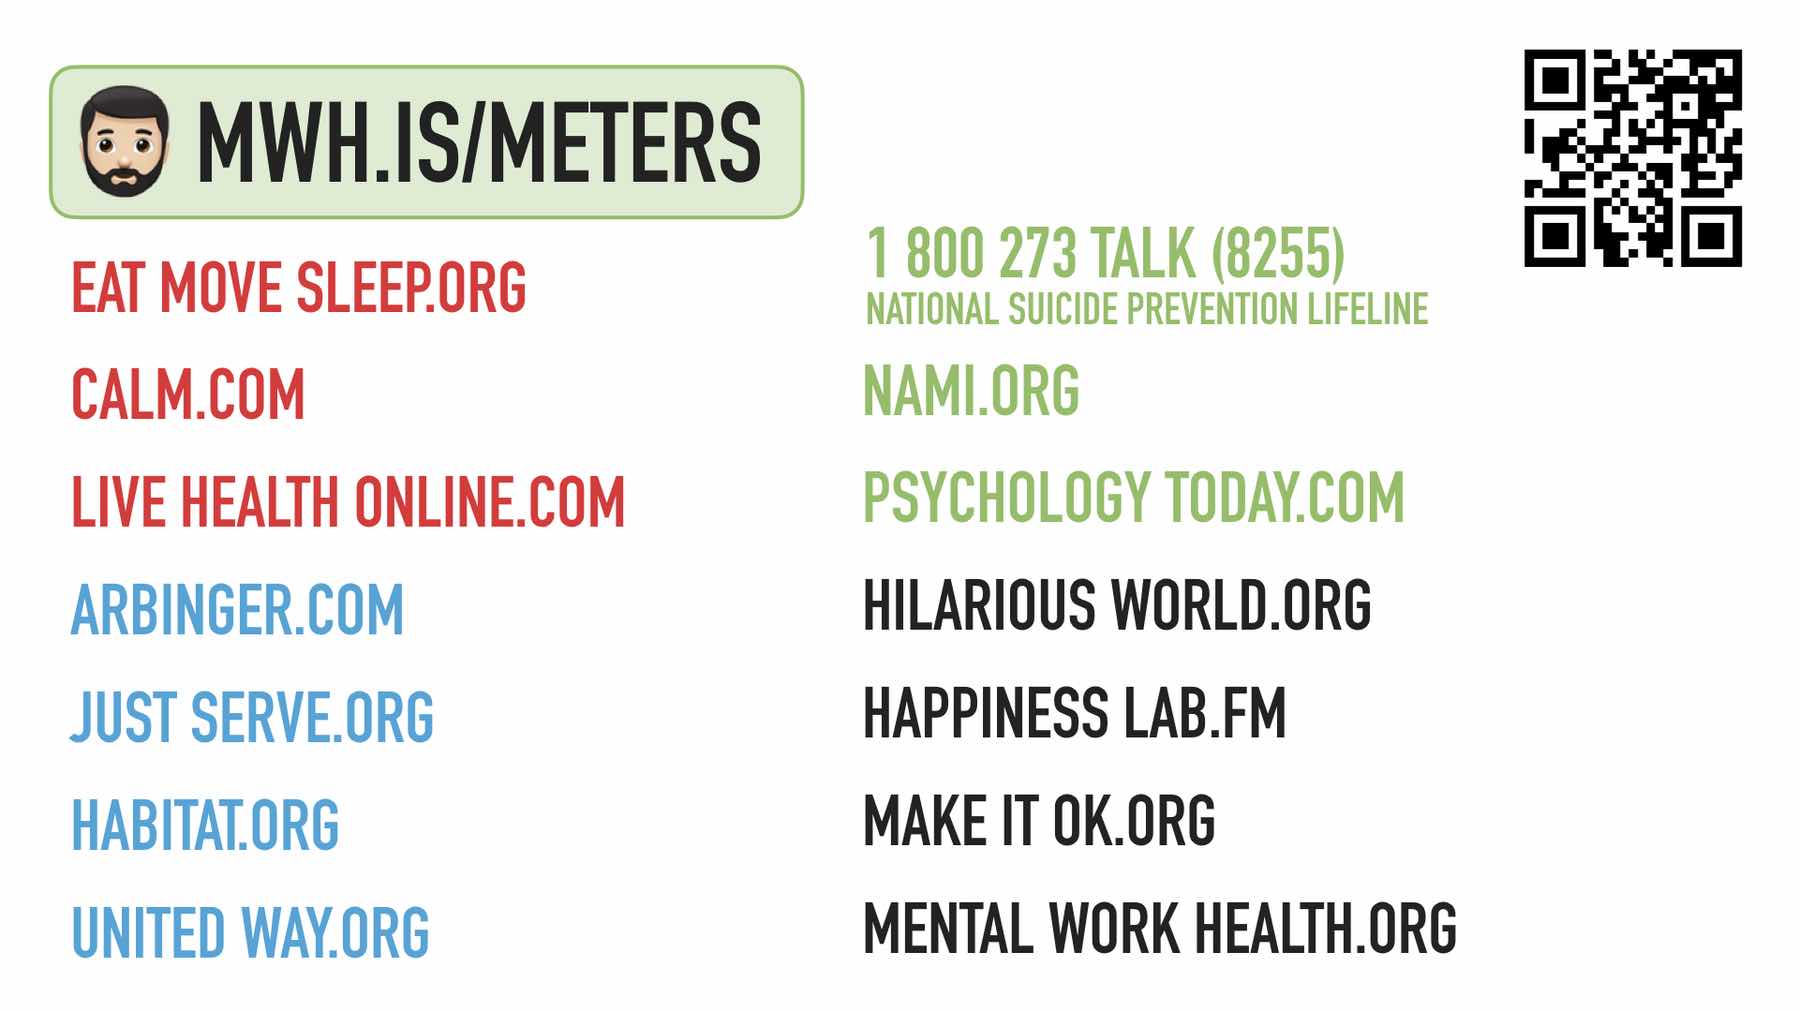 MWH.IS/METERS
EAT MOVE SLEEP.ORG
CALM.COM
LIVE HEALTH ONLINE.COM
ARBINGER.COM
JUST SERVE.ORG
HABITAT.ORG
UNITED WAY.ORG
1 800 273 TALK (8255)
NATIONAL SUICIDE PREVENTION LIFELINE
NAMI.ORG
PSYCHOLOGY TODAY.COM
HILARIOUS WORLD.ORG
HAPPINESS LAB.FM
MAKE IT OK.ORG
MENTAL WORK HEALTH.ORG